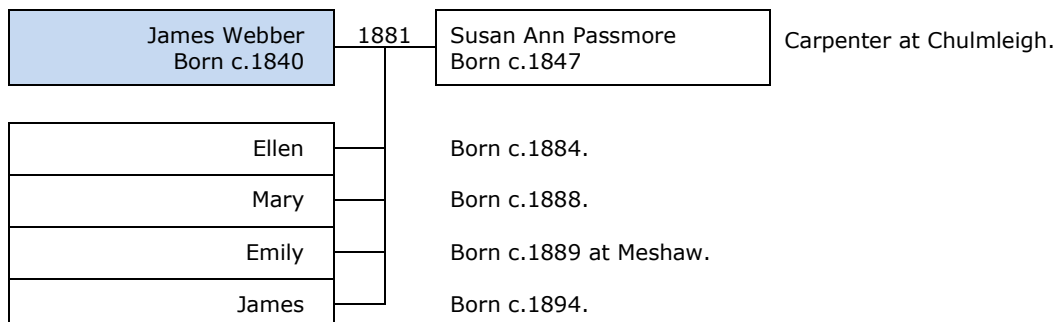 James Webber
Born c.1840
1881
Susan Ann Passmore
Born c.1847
Carpenter at Chulmleigh.
Ellen
Born c.1884.
Mary
Born c.1888.
Emily
Born c.1889 at Meshaw.
James
Born c.1894.